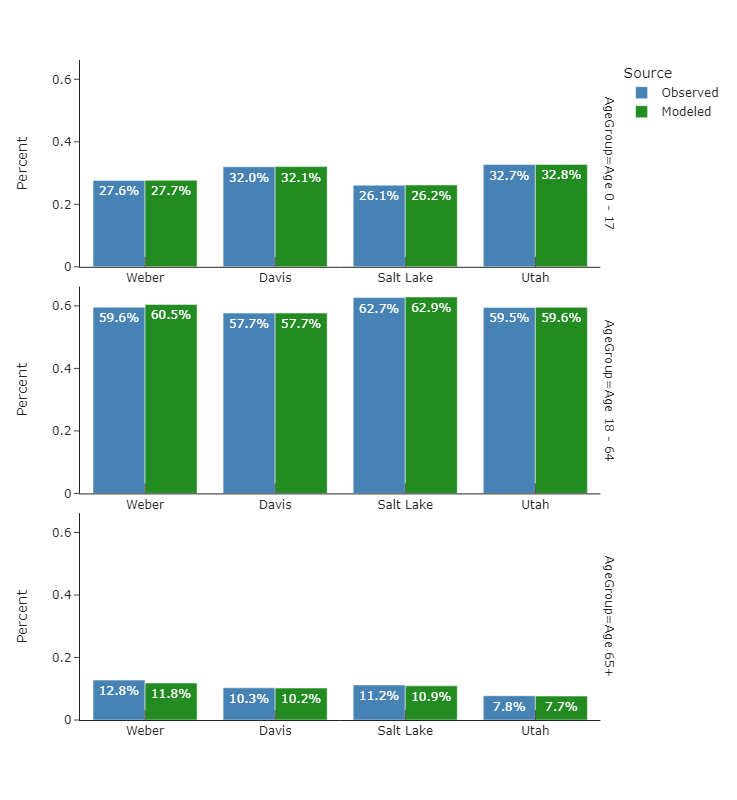 Source
Observed
Modeled
Percent
0.6
0.4
0.2
0
27.6% 27.7% 32.0% 32.1% 26.1% 26.2% 32.7% 32.8%
Weber Davis Salt Lake Utah
AgeGroup=Age 0 - 17
Percent
0.6
0.4
0.2
0
59.6% 60.5% 57.7% 57.7% 62.7% 62.9% 59.5% 59.6%
Weber Davis Salt Lake Utah
AgeGroup=Age 18 - 64
Percent
0.6
0.4
0.2
0
12.8% 11.8% 10.3% 10.2% 11.2% 10.9% 7.8% 7.7%
Weber Davis Salt Lake Utah
AgeGroup=Age 65+